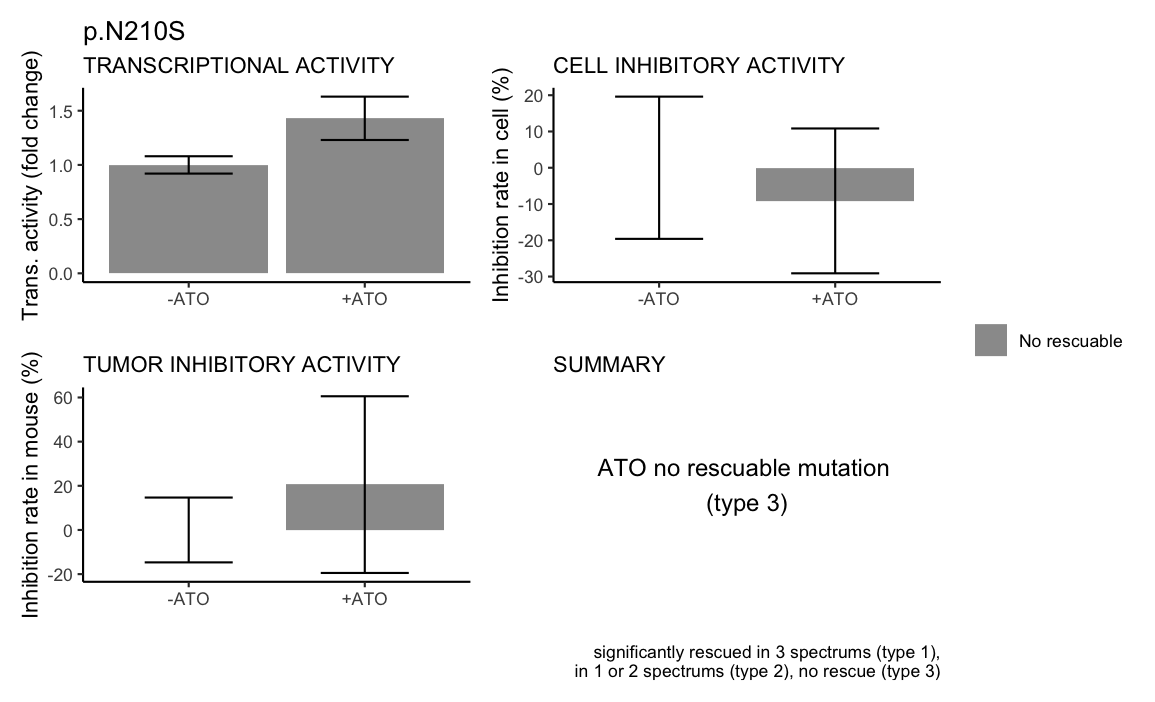 p.N210S
TRANSCRIPTIONAL ACTIVITY
Trans. activity (fold change)
1.5
1.0
0.5
0.0
-ATO
+ATO
CELL INHIBITORY ACTIVITY
Inhibition rate in cell (%)
20
10
0
-10
-20
-30
-ATO
+ATO
No rescuable
TUMOR INHIBITORY ACTIVITY
Inhibition rate in mouse (%)
60
40
20
0
-20
-ATO
+ATO
SUMMARY
ATO no rescuable mutation
(type 3)
significantly rescued in 3 spectrums (type 1),
in 1 or 2 spectrums (type 2), no rescue (type 3)